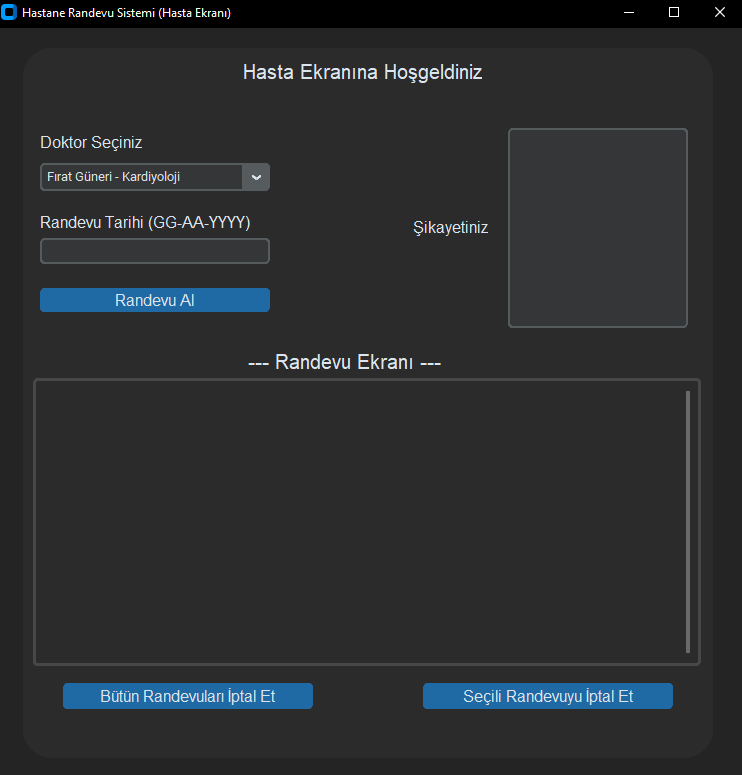 Hastane Randevu Sistemi (Hasta Ekranı)
Hasta Ekranına Hoşgeldiniz
Doktor Seçiniz
Fırat Güneri - Kardiyoloji
Randevu Tarihi (GG-AA-YYYY)
Şikayetiniz
Randevu Al
--- Randevu Ekranı ---
Bütün Randevuları İptal Et
Seçili Randevuyu İptal Et